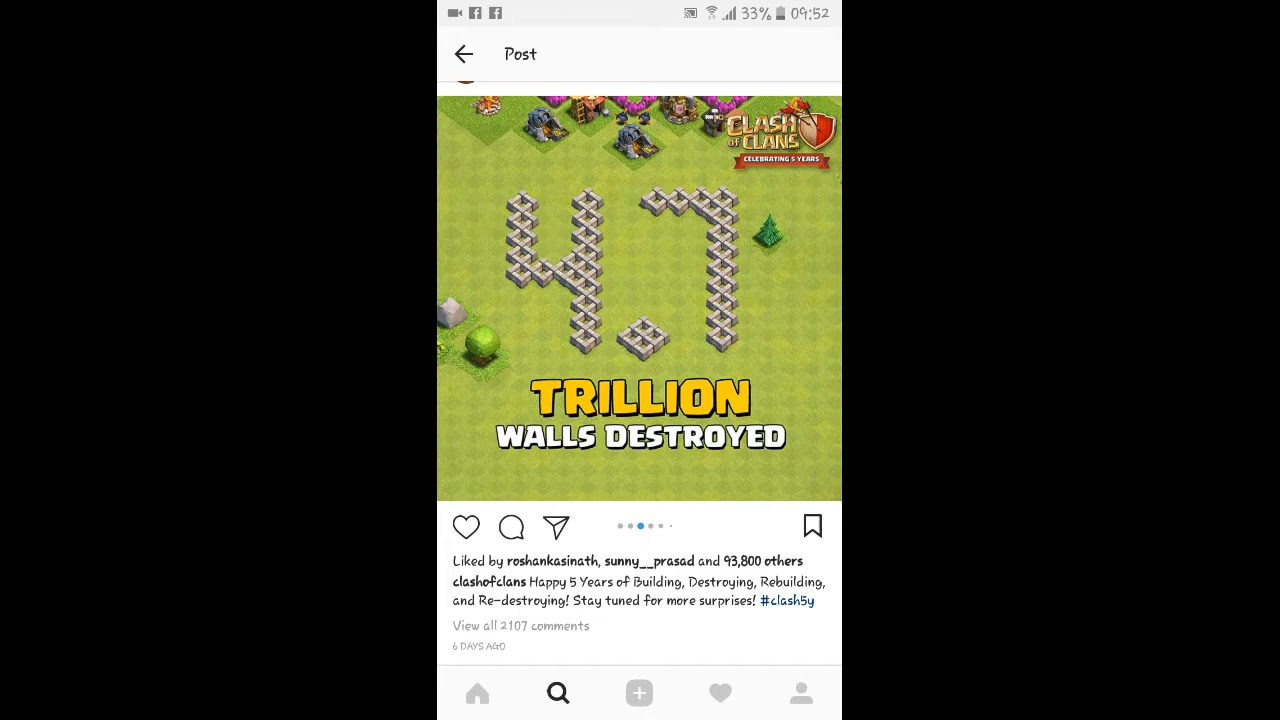 33% 09:52
Post
CLASH
OF CLANS
CELEBRATING 5 YEARS
4.7
TRILLION
WALLS DESTROYED
Liked by roshankasinath, sunny__prasad and 93,800 others
clashofclans Happy 5 Years of Building, Destroying, Rebuilding,
and Re-destroying! Stay tuned for more surprises! #clash5y
View all 2107 comments
6 DAYS AGO